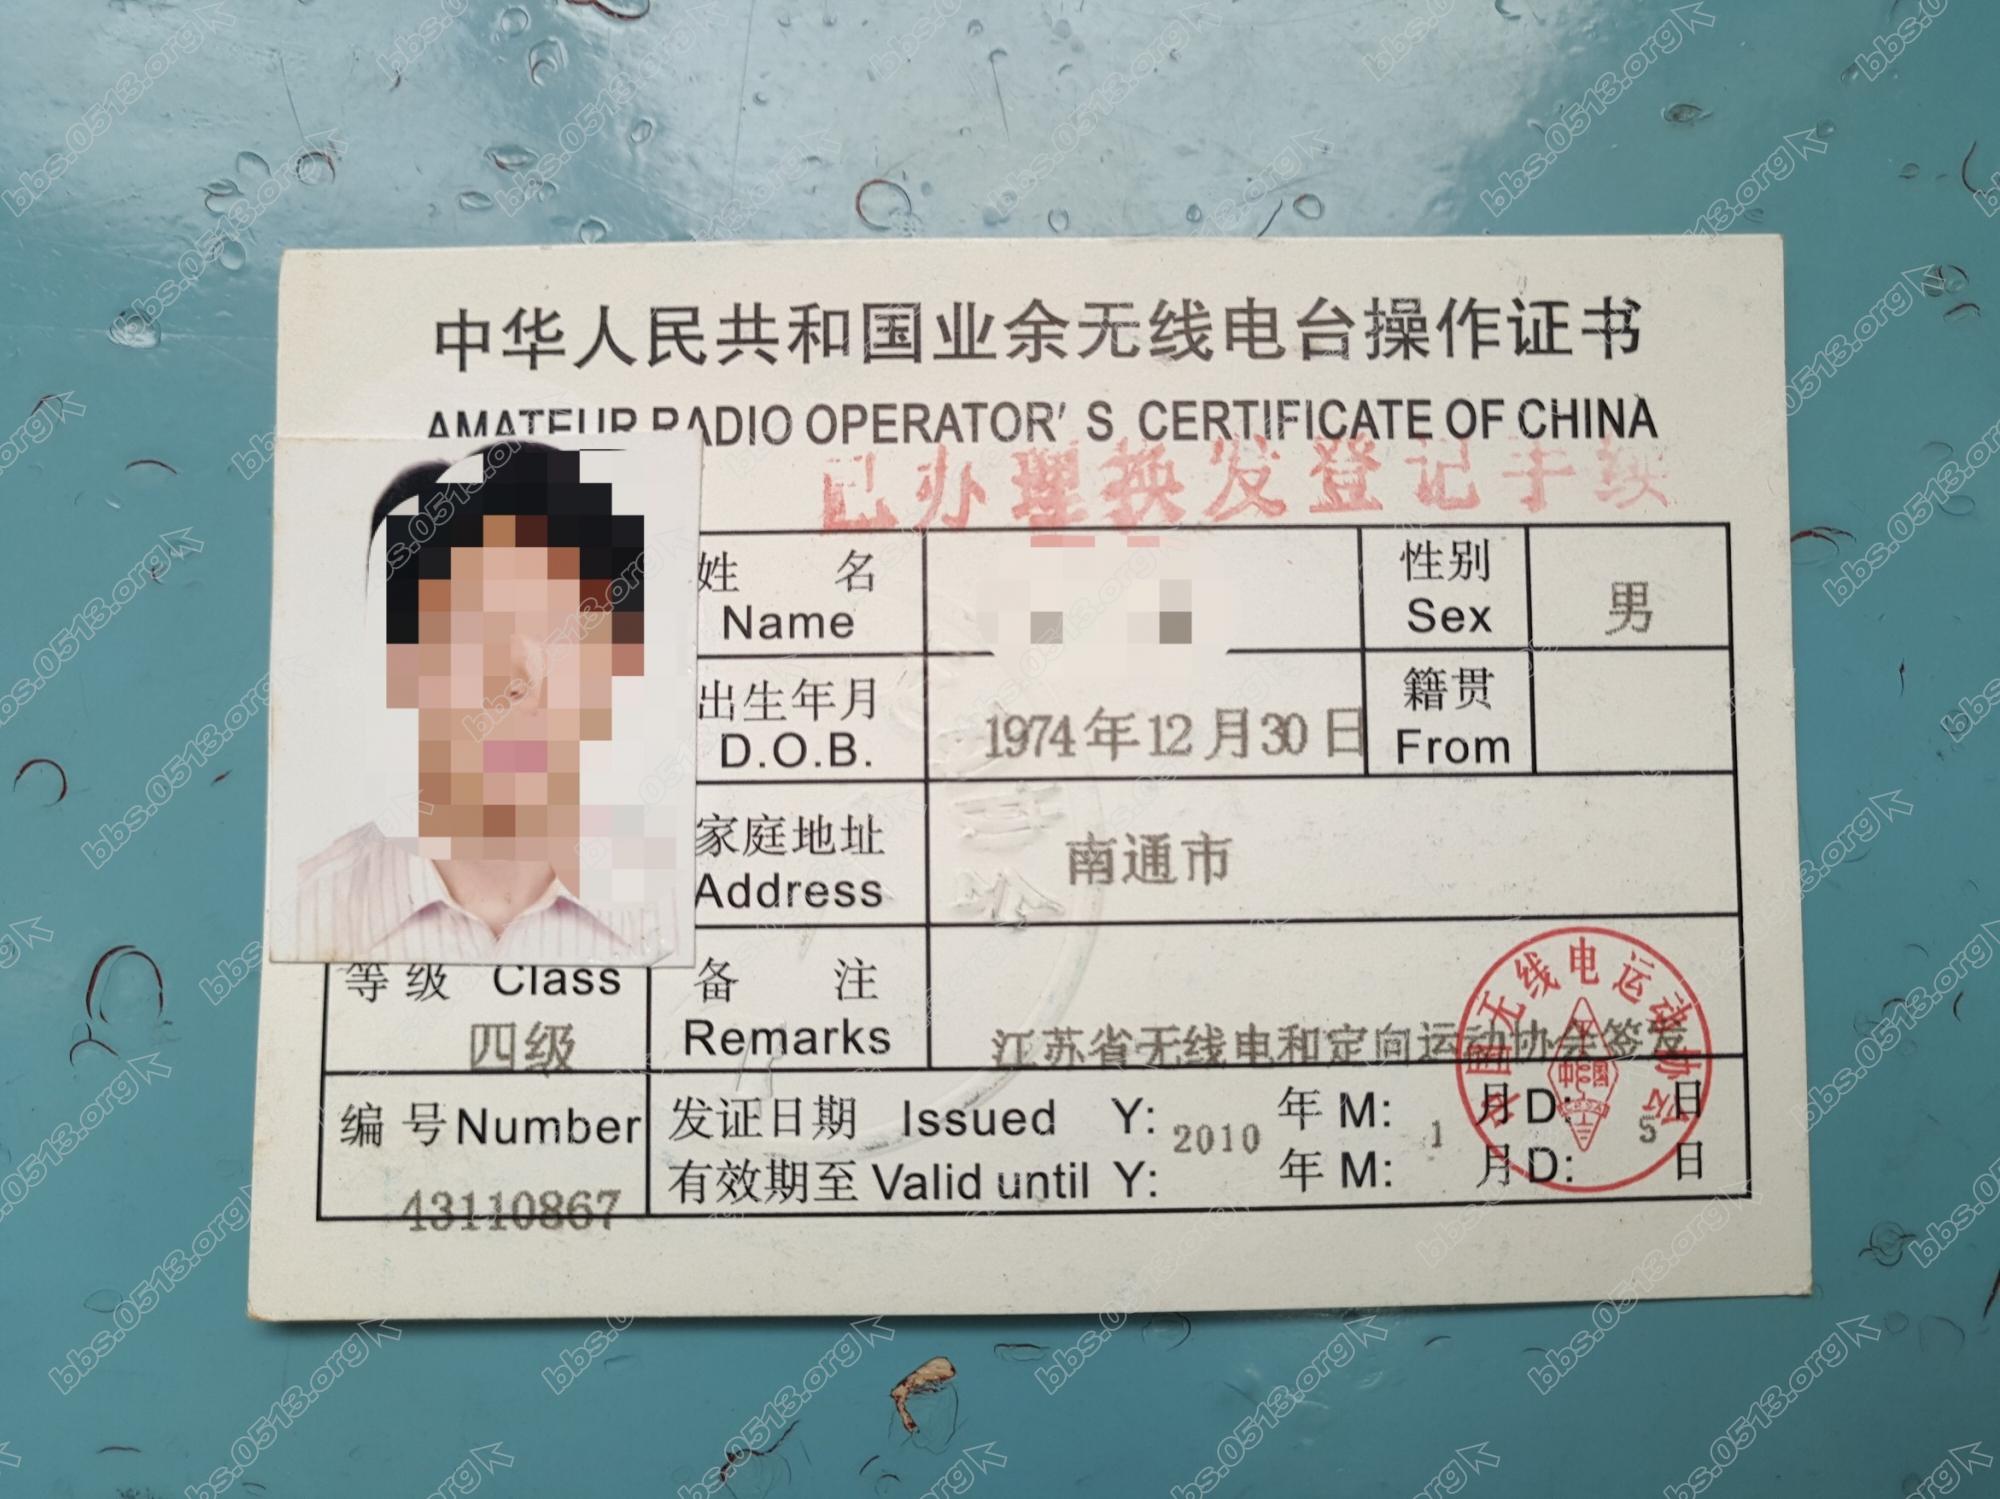 中华人民共和国业余无线电台操作证书
AMATEUR RADIO OPERATOR'S CERTIFICATE OF CHINA
已办理换发登记手续
姓 名 性别
Name Sex 男
出生年月 1974年12月30日 籍贯
D.O.B. From
家庭地址 南通市
Address
等 级 Class 备 注
四级 Remarks 江苏省无线电和定向运动协会签发
中国无线电运动协会
中国
CRSA
编 号 Number 发证日期 Issued Y: 2010 年 M: 1 月 D: 5 日
43110867 有效期至 Valid until Y: 年 M: 月 D: 日
bbs.0513.org